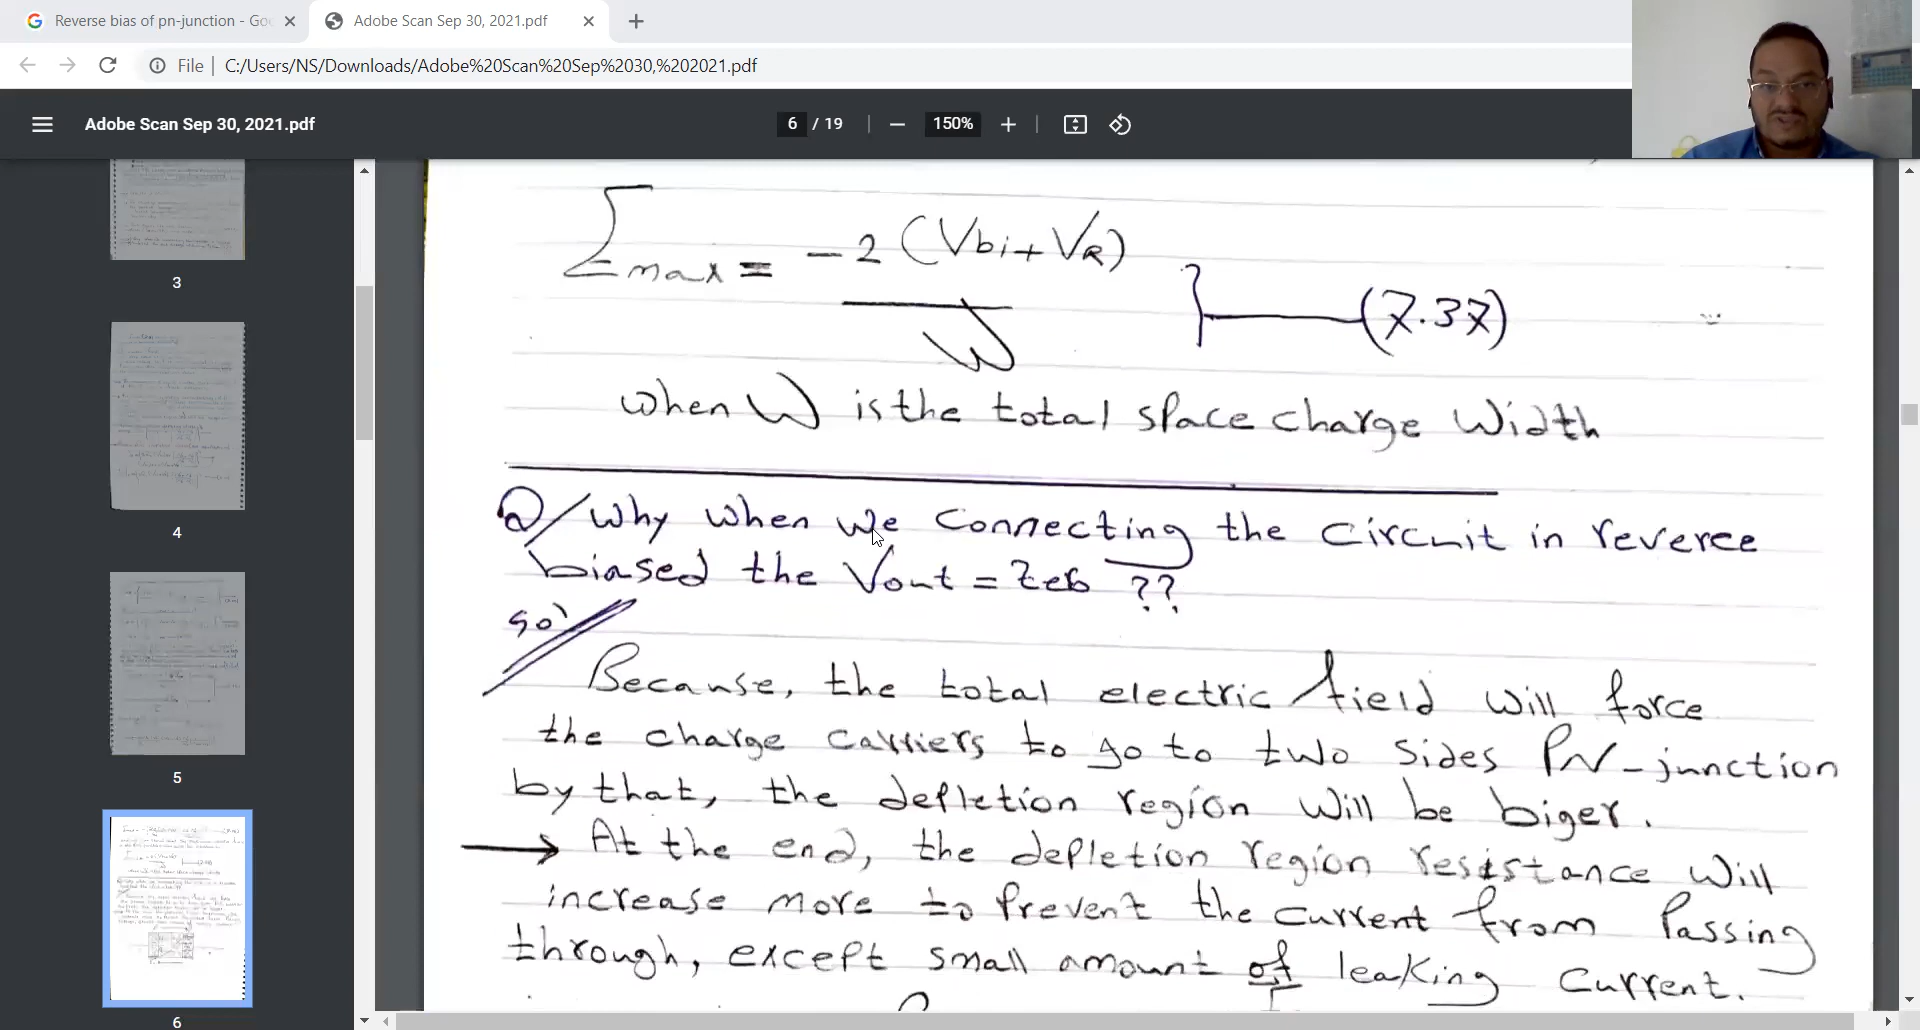 Reverse bias of pn-junction - Goo
Adobe Scan Sep 30, 2021.pdf
File | C:/Users/NS/Downloads/Adobe%20Scan%20Sep%2030,%202021.pdf
Adobe Scan Sep 30, 2021.pdf
6 / 19
150%
3
4
5
6
Emax = -2 (Vbi + VR)
W
(7.37)
when W is the total space charge Width
Q/ Why when we connecting the circuit in reverce
biased the Vout = Zero ??
Sol
Because, the total electric field will force
the charge carriers to go to two sides PN-junction
by that, the depletion region will be biger.
→ At the end, the depletion region resistance will
increase more to prevent the current from passing
through, except small amount of leaking current.